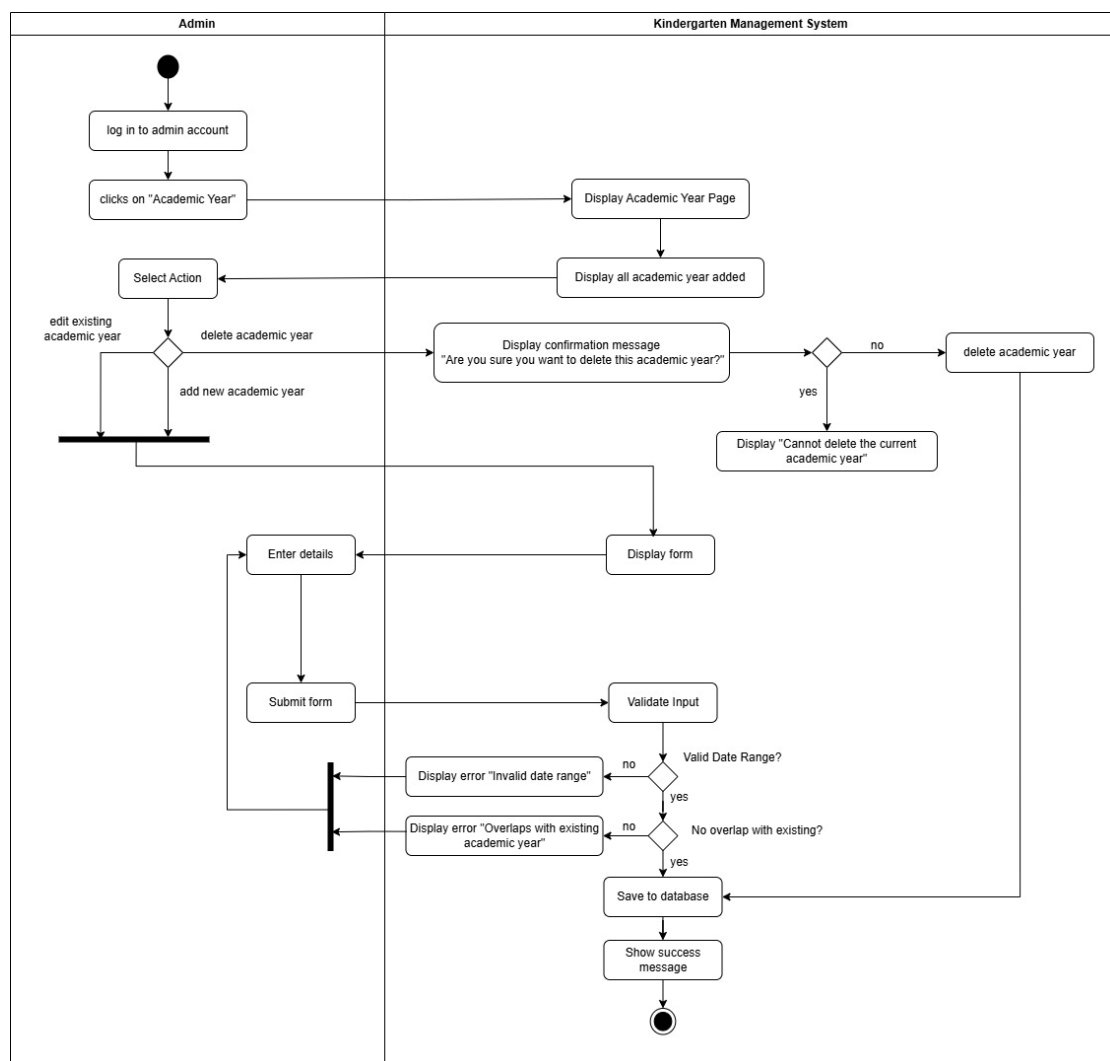 Admin
Kindergarten Management System
log in to admin account
clicks on "Academic Year"
Display Academic Year Page
Select Action
Display all academic year added
edit existing
academic year
delete academic year
Display confirmation message
"Are you sure you want to delete this academic year?"
no
delete academic year
add new academic year
yes
Display "Cannot delete the current
academic year"
Enter details
Display form
Submit form
Validate Input
Valid Date Range?
Display error "Invalid date range"
no
yes
Display error "Overlaps with existing
academic year"
no
No overlap with existing?
yes
Save to database
Show success
message